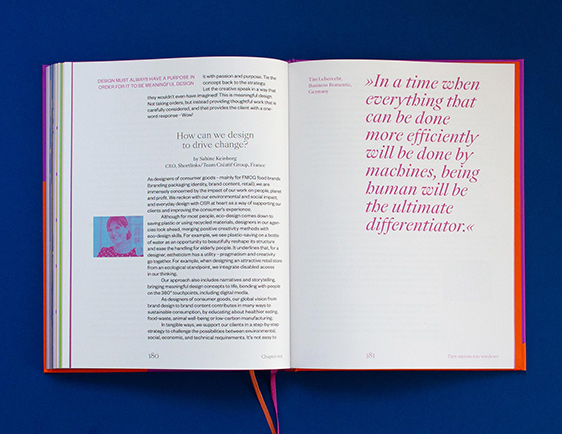 DESIGN MUST ALWAYS HAVE A PURPOSE IN
ORDER FOR IT TO BE MEANINGFUL DESIGN
it with passion and purpose. Tie the
concept back to the strategy.
Let the creative speak in a way that
they wouldn't even have imagined! This is meaningful design.
Not taking orders, but instead providing thoughtful work that is
carefully considered, and that provides the client with a one-
word response – Wow!
How can we design
to drive change?
by Sabine
CEO, Shortlinks/Team Créatif Group, France
As designers of consumer goods – mainly for FMCG food brands
(branding packaging identity, brand content, retail), we are
immensely concerned by the impact of our work on people, planet
and profit. We reckon with our environmental and social impact,
and everyday design with CSR at heart as a way of supporting our
clients and improving the consumer's experience.
Although for most people, eco-design comes down to
saving plastic or using recycled materials, designers in our agen-
cies look ahead, merging positive creativity methods with
eco-design skills. For example, we see plastic-saving on a bottle
of water as an opportunity to beautifully reshape its structure
and ease the handling for elderly people. It underlines that, for a
designer, estheticism has a utility – pragmatism and creativity
go together. For example, when designing an attractive retail store
from an ecological standpoint, we integrate disabled access
in our thinking.
Our approach also includes narratives and storytelling,
bringing meaningful design concepts to life, bonding with people
on the 360° touchpoints, including digital media.
As designers of consumer goods, our global vision from
brand design to brand content contributes in many ways to
sustainable consumption, by educating about healthier eating,
food-waste, animal well-being or low-carbon manufacturing.
In tangible ways, we support our clients in a step-by-step
strategy to challenge the possibilities between environmental,
social, economic, and technical requirements. It's not easy to
180
Chapter
Tim Leberecht,
Business Romantic,
Germany
»In a time when
everything that
can be done
more efficiently
will be done by
machines, being
human will be
the ultimate
differentiator.«
181